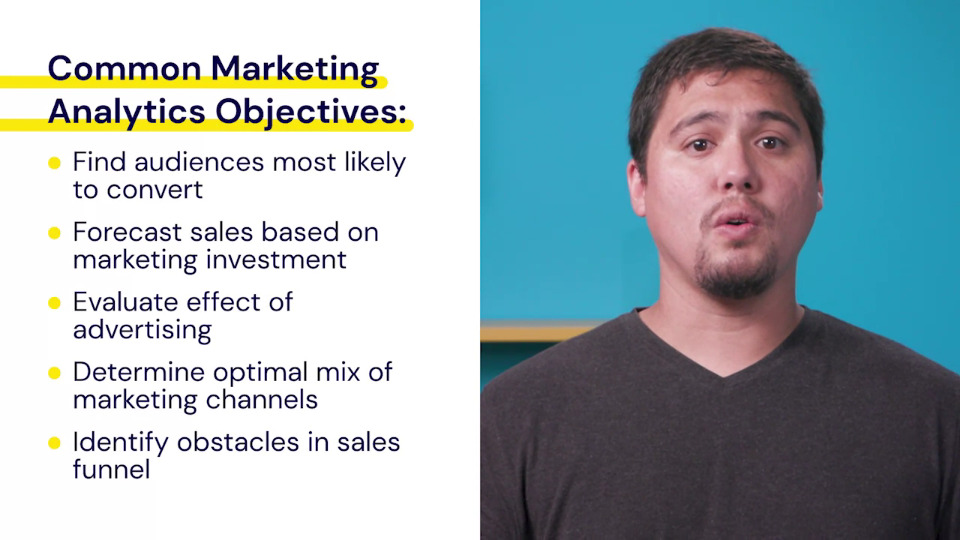 Common Marketing
Analytics Objectives:
Find audiences most likely
to convert
Forecast sales based on
marketing investment
Evaluate effect of
advertising
Determine optimal mix of
marketing channels
Identify obstacles in sales
funnel